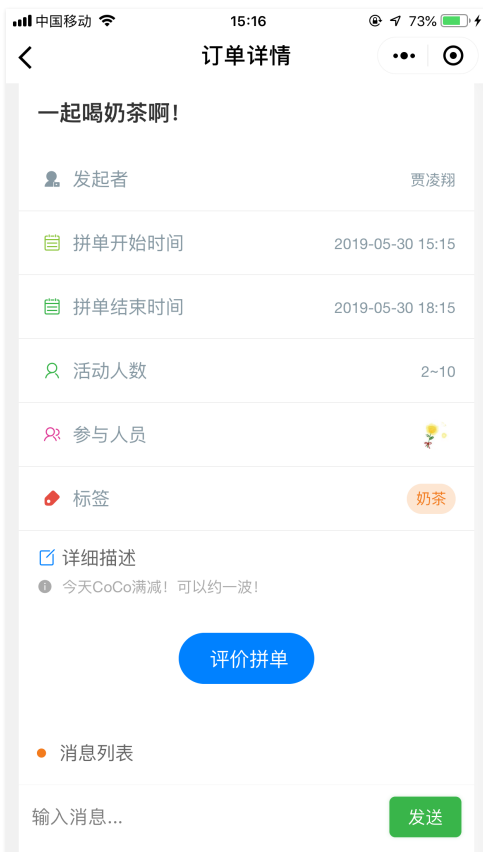 中国移动 15:16 73%
订单详情
一起喝奶茶啊!
发起者 贾凌翔
拼单开始时间 2019-05-30 15:15
拼单结束时间 2019-05-30 18:15
活动人数 2~10
参与人员
标签 奶茶
详细描述
今天CoCo满减!可以约一波!
评价拼单
消息列表
输入消息... 发送